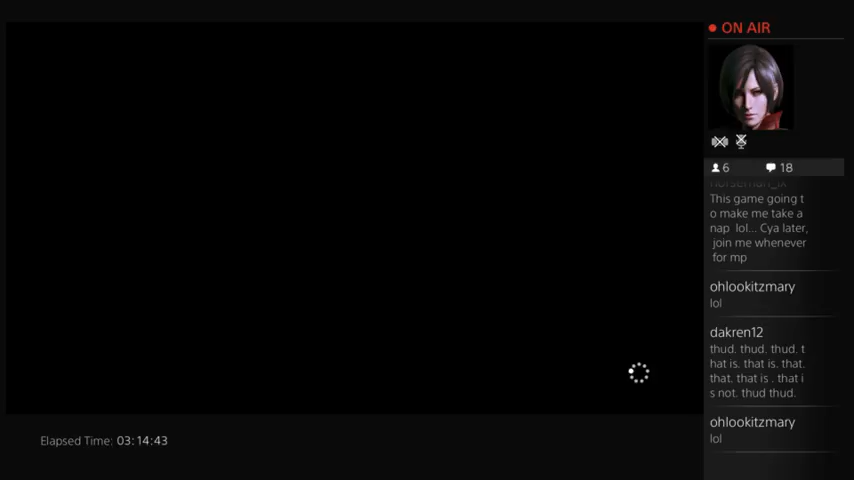 ON AIR
6 18
This game going t
o make me take a
nap lol... Cya later,
join me whenever
for mp
ohlookitzmary
lol
dakren12
thud. thud. thud. t
hat is. that is. that.
that. that is . that i
s not. thud thud.
ohlookitzmary
lol
Elapsed Time: 03:14:43